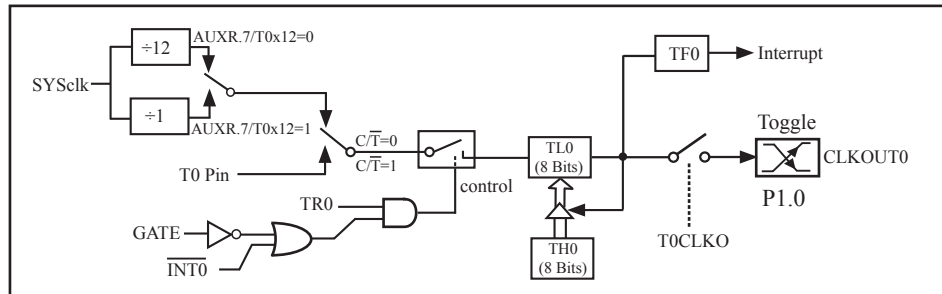 ÷12
AUXR.7/T0x12=0
SYSclk
÷1
AUXR.7/T0x12=1
C/T̅=0
C/T̅=1
T0 Pin
control
TR0
GATE
I̅N̅T̅0̅
TL0
(8 Bits)
TH0
(8 Bits)
TF0
Interrupt
Toggle
CLKOUT0
P1.0
T0CLKO